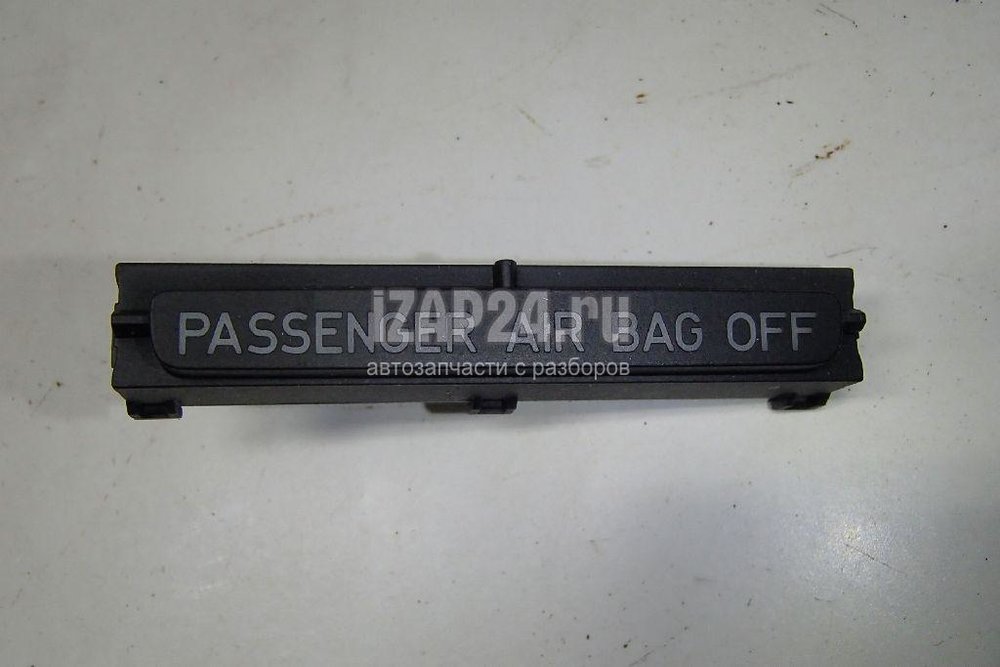 iZAP24.ru
PASSENGER AIR BAG OFF
автозапчасти с разборов